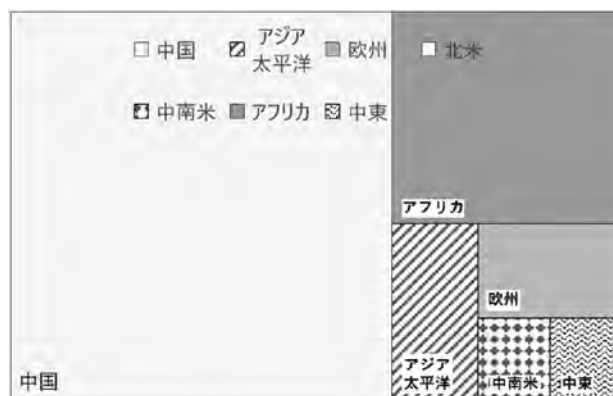 中国
アジア
太平洋
欧州
北米
中南米
アフリカ
中東
アフリカ
欧州
中国
アジア
太平洋
中南米
中東